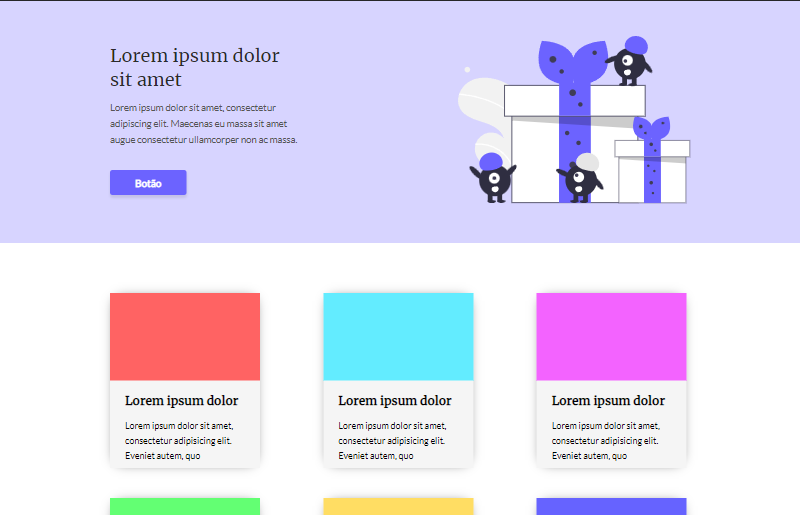 Lorem ipsum dolor
sit amet
Lorem ipsum dolor sit amet, consectetur
adipiscing elit. Maecenas eu massa sit amet
augue consectetur ullamcorper non ac massa.
Botão
Lorem ipsum dolor
Lorem ipsum dolor sit amet,
consectetur adipisicing elit.
Eveniet autem, quo
Lorem ipsum dolor
Lorem ipsum dolor sit amet,
consectetur adipisicing elit.
Eveniet autem, quo
Lorem ipsum dolor
Lorem ipsum dolor sit amet,
consectetur adipisicing elit.
Eveniet autem, quo